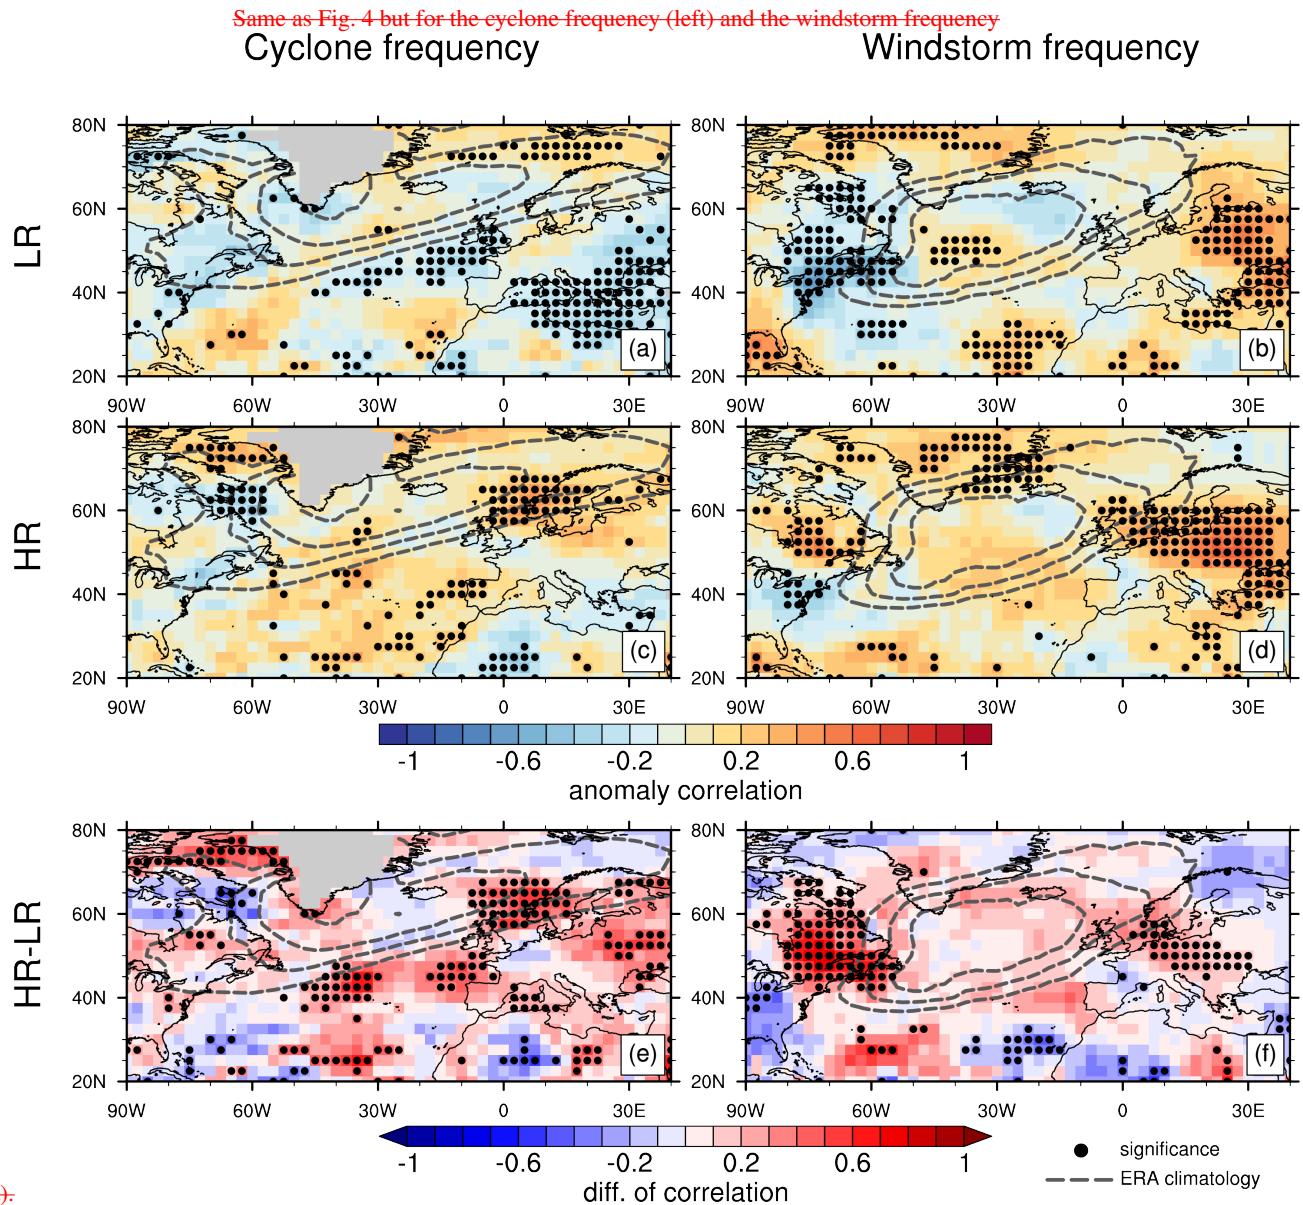 Same as Fig. 4 but for the cyclone frequency (left) and the windstorm frequency
Cyclone frequency
Windstorm frequency
LR
80N
60N
40N
20N
(a)
90W 60W 30W 0 30E
80N
60N
40N
20N
(b)
90W 60W 30W 0 30E
HR
80N
60N
40N
20N
(c)
90W 60W 30W 0 30E
80N
60N
40N
20N
(d)
90W 60W 30W 0 30E
-1 -0.6 -0.2 0.2 0.6 1
anomaly correlation
HR-LR
80N
60N
40N
20N
(e)
90W 60W 30W 0 30E
80N
60N
40N
20N
(f)
90W 60W 30W 0 30E
-1 -0.6 -0.2 0.2 0.6 1
diff. of correlation
significance
ERA climatology
).